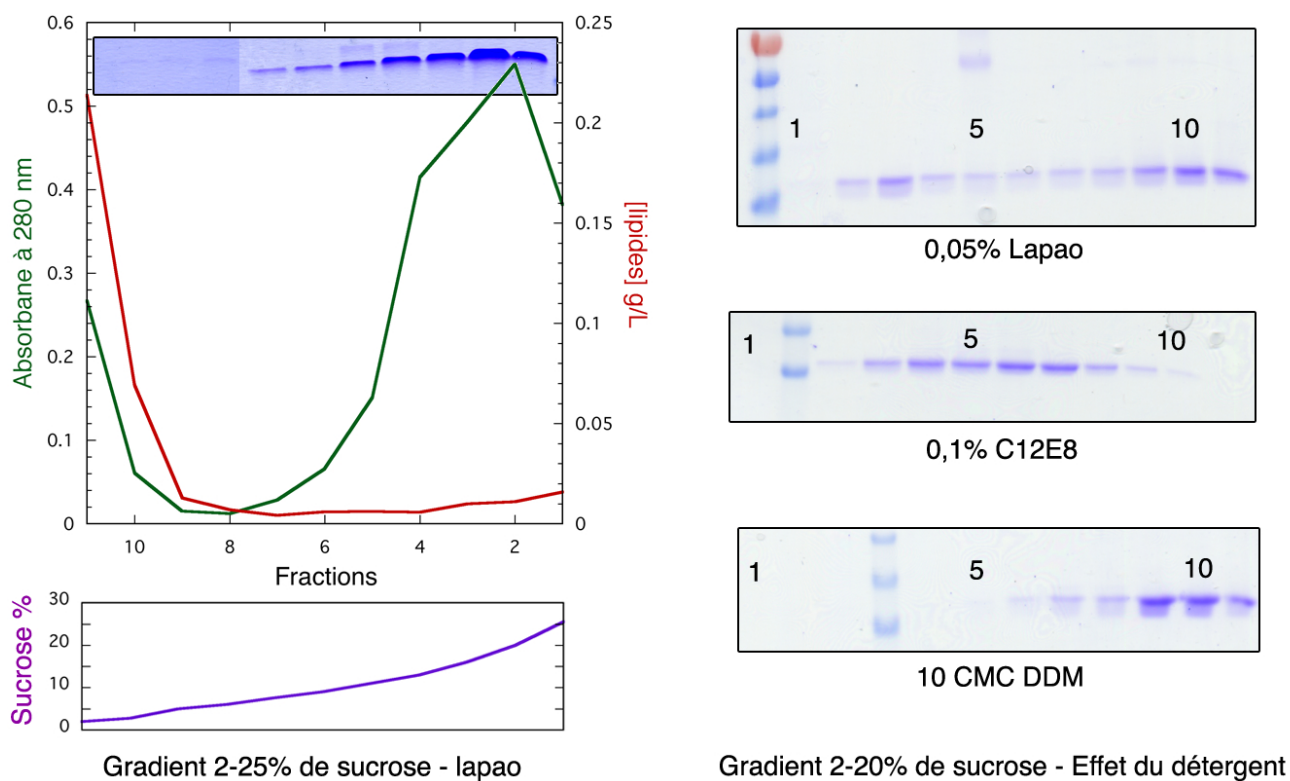 0.6
0.5
0.4
0.3
0.2
0.1
0
Absorbane à 280 nm
0.25
0.2
0.15
0.1
0.05
0
[lipides] g/L
10 8 6 4 2
Fractions
30
20
10
0
Sucrose %
Gradient 2-25% de sucrose - lapao
1 5 10
0,05% Lapao
1 5 10
0,1% C12E8
1 5 10
10 CMC DDM
Gradient 2-20% de sucrose - Effet du détergent